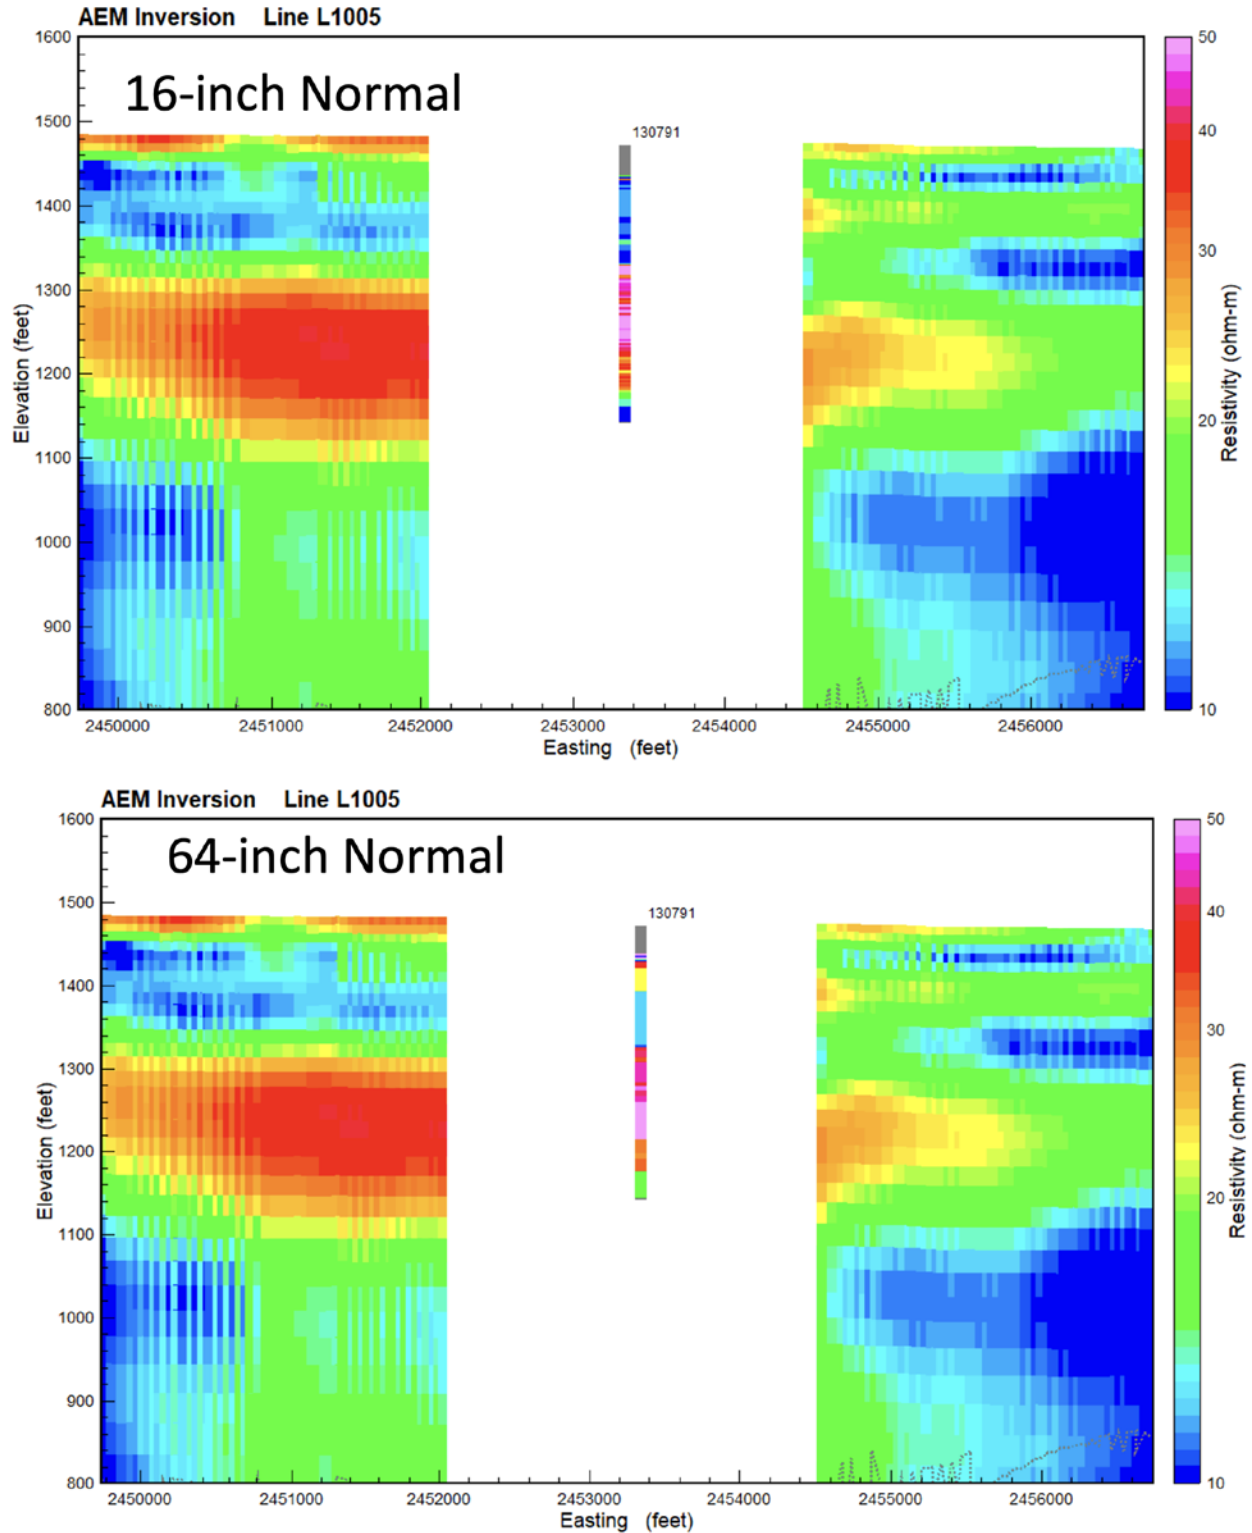 AEM Inversion Line L1005
16-inch Normal
1600
1500
1400
1300
1200
1100
1000
900
800
Elevation (feet)
130791
2450000 2451000 2452000 2453000 2454000 2455000 2456000
Easting (feet)
50
40
30
20
10
Resistivity (ohm-m)
AEM Inversion Line L1005
64-inch Normal
1600
1500
1400
1300
1200
1100
1000
900
800
Elevation (feet)
130791
2450000 2451000 2452000 2453000 2454000 2455000 2456000
Easting (feet)
50
40
30
20
10
Resistivity (ohm-m)